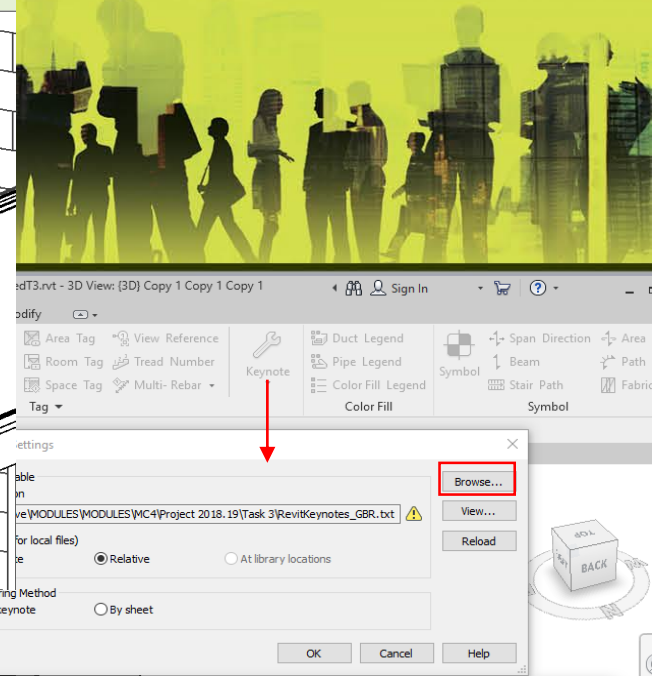 edT3.rvt - 3D View: {3D} Copy 1 Copy 1 Copy 1 Sign In
odify
Area Tag View Reference Duct Legend Span Direction Area
Room Tag Tread Number Keynote Pipe Legend Symbol Beam Path
Space Tag Multi- Rebar Color Fill Legend Stair Path Fabric
Tag Color Fill Symbol
ettings
able Browse...
on
ve\MODULES\MODULES\MC4\Project 2018.19\Task 3\RevitKeynotes_GBR.txt View...
for local files) Reload
te Relative At library locations
TOP
BACK
ring Method
keynote By sheet
OK Cancel Help